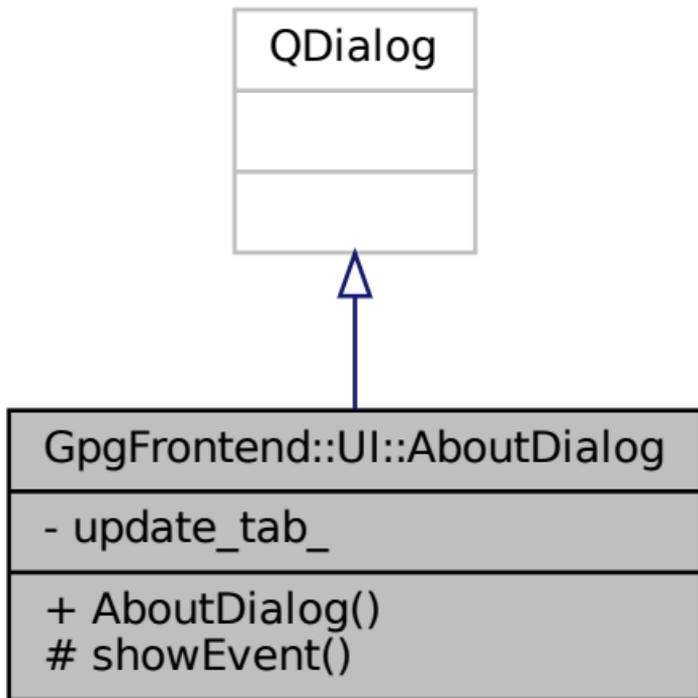 QDialog
GpgFrontend::UI::AboutDialog
- update_tab_
+ AboutDialog()
# showEvent()